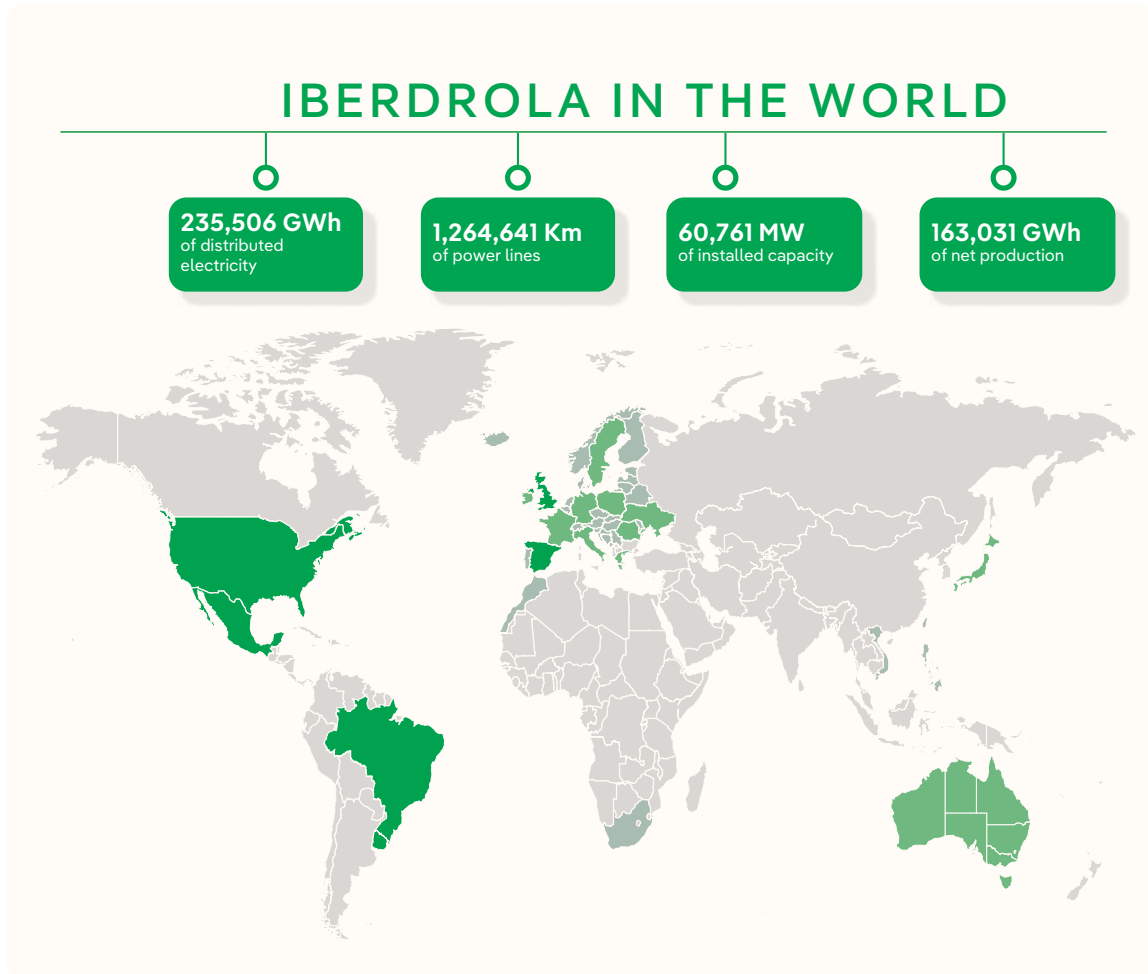 IBERDROLA IN THE WORLD
235,506 GWh
of distributed
electricity
1,264,641 Km
of power lines
60,761 MW
of installed capacity
163,031 GWh
of net production